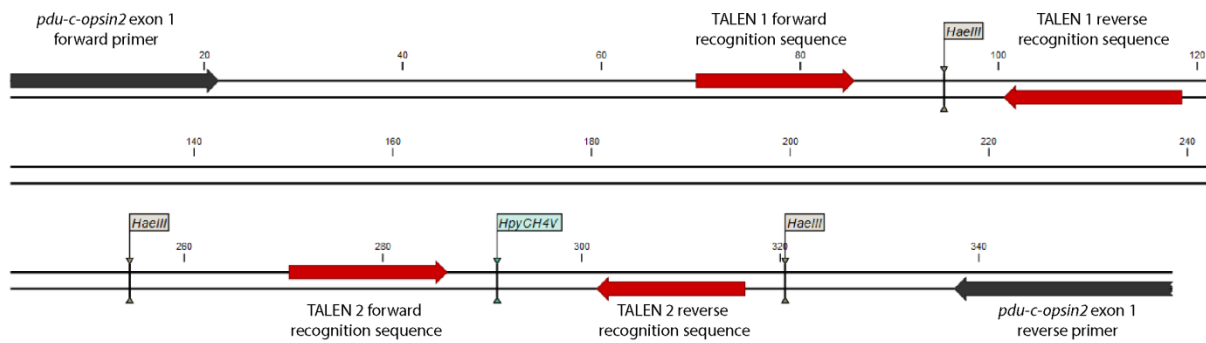 pdu-c-opsin2 exon 1
forward primer
TALEN 1 forward
recognition sequence
HaeIII
TALEN 1 reverse
recognition sequence
20
40
60
80
100
120
140
160
180
200
220
240
HaeIII
HpyCH4V
HaeIII
260
280
300
320
340
TALEN 2 forward
recognition sequence
TALEN 2 reverse
recognition sequence
pdu-c-opsin2 exon 1
reverse primer